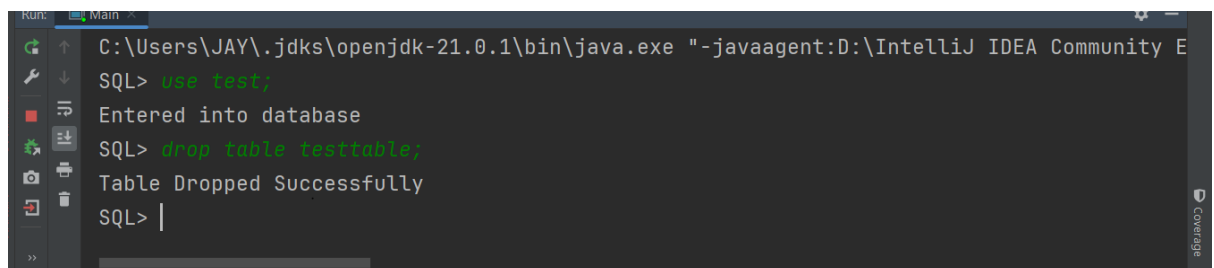 Run: Main
C:\Users\JAY\.jdks\openjdk-21.0.1\bin\java.exe "-javaagent:D:\IntelliJ IDEA Community E
SQL> use test;
Entered into database
SQL> drop table testtable;
Table Dropped Successfully
SQL>
Coverage